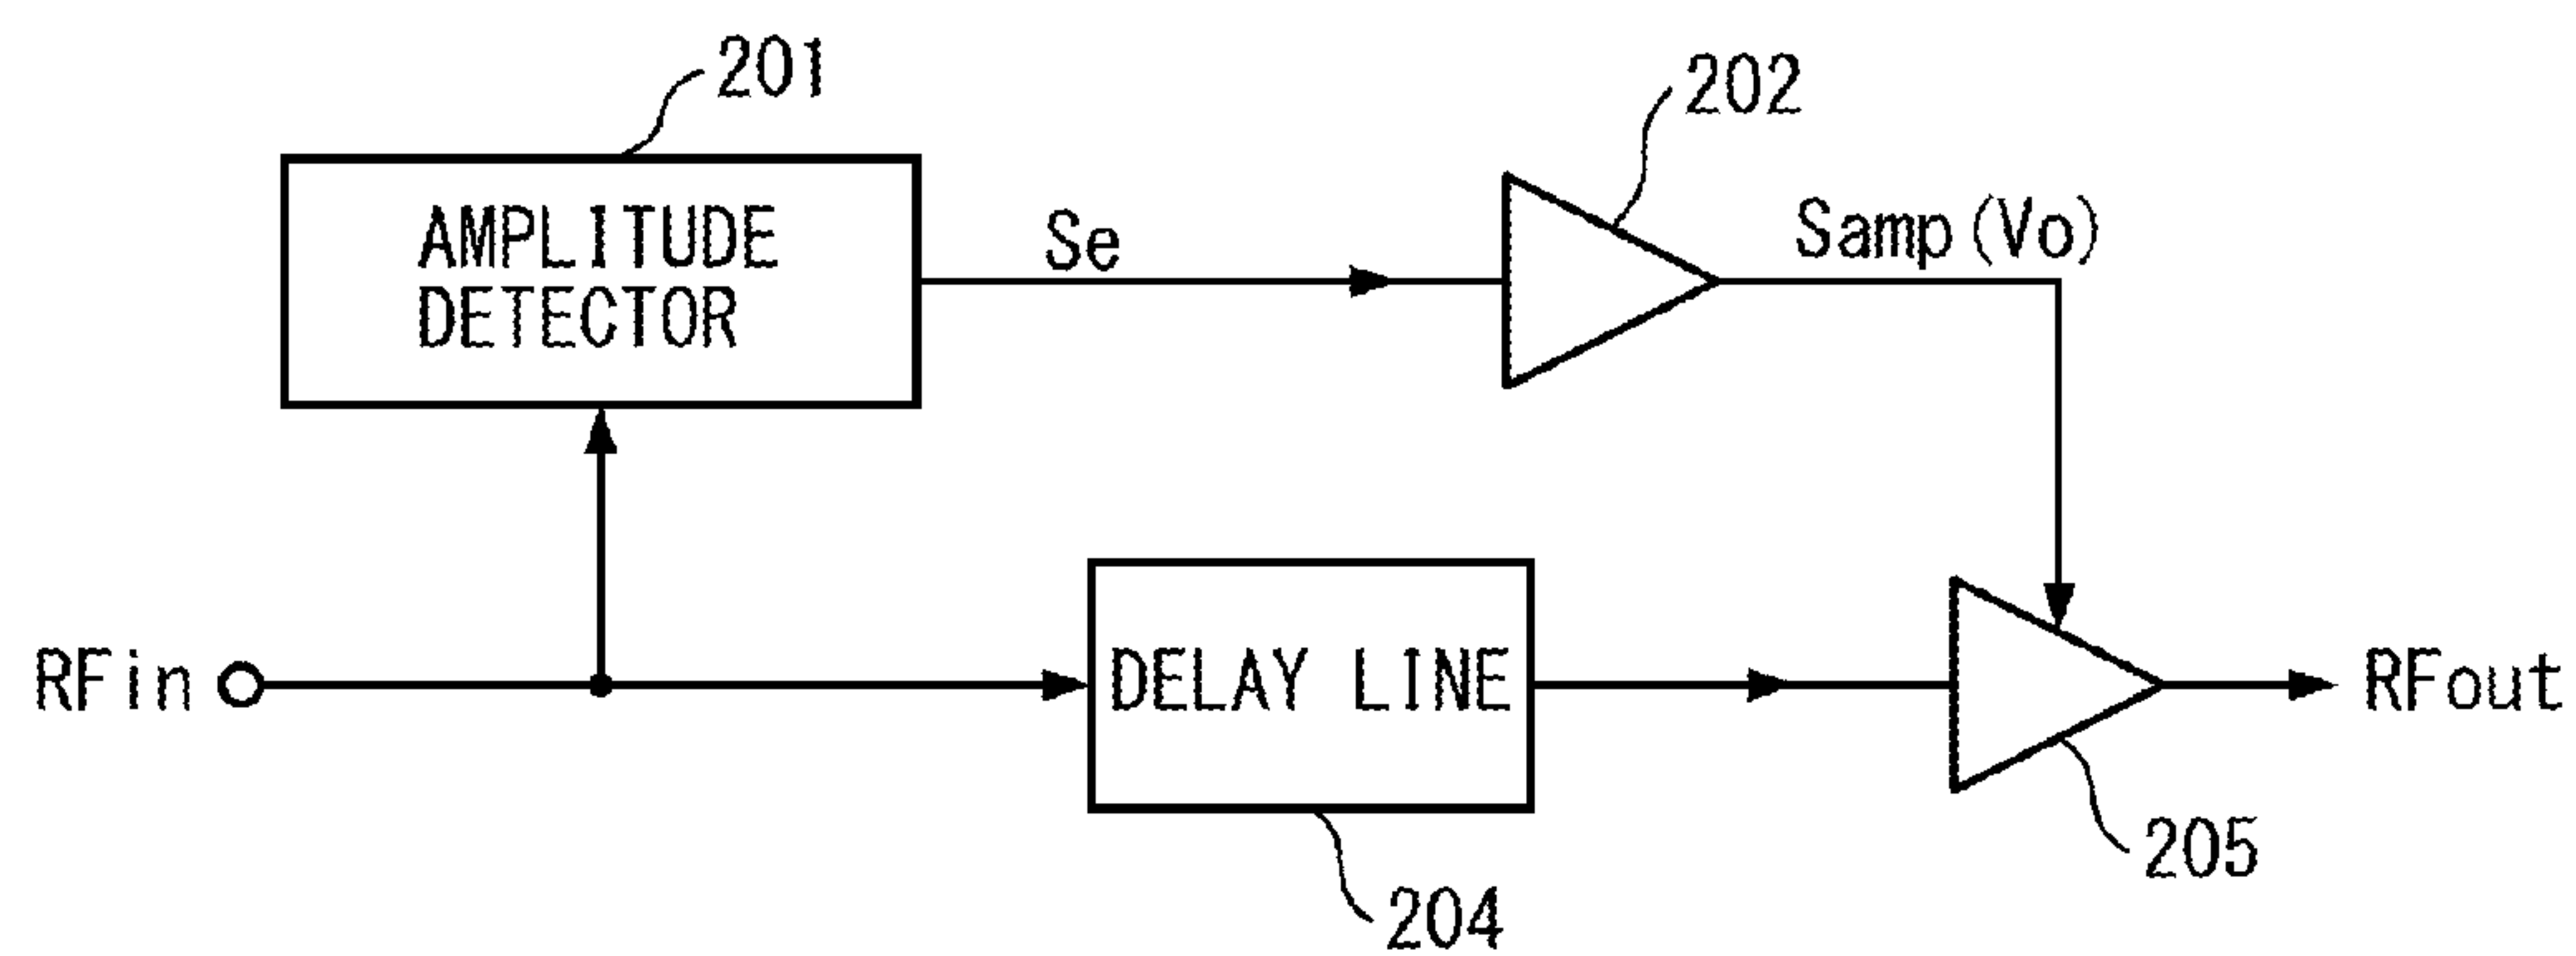 201
202
AMPLITUDE
DETECTOR
Se
Samp(Vo)
RFin
DELAY LINE
RFout
204
205